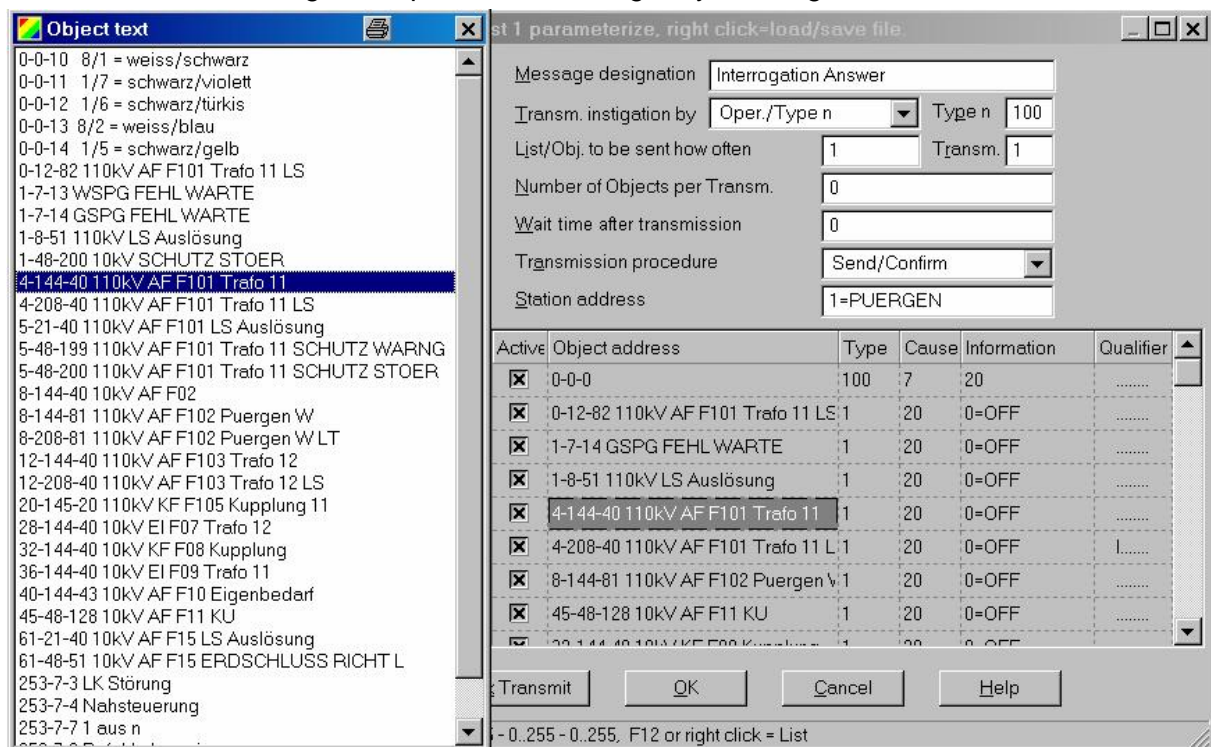 Object text
0-0-10 8/1 = weiss/schwarz
0-0-11 1/7 = schwarz/violett
0-0-12 1/6 = schwarz/türkis
0-0-13 8/2 = weiss/blau
0-0-14 1/5 = schwarz/gelb
0-12-82 110kV AF F101 Trafo 11 LS
1-7-13 WSPG FEHL WARTE
1-7-14 GSPG FEHL WARTE
1-8-51 110kV LS Auslösung
1-48-200 10kV SCHUTZ STOER
4-144-40 110kV AF F101 Trafo 11
4-208-40 110kV AF F101 Trafo 11 LS
5-21-40 110kV AF F101 LS Auslösung
5-48-199 110kV AF F101 Trafo 11 SCHUTZ WARNG
5-48-200 110kV AF F101 Trafo 11 SCHUTZ STOER
8-144-40 10kV AF F02
8-144-81 110kV AF F102 Puergen W
8-208-81 110kV AF F102 Puergen W LT
12-144-40 110kV AF F103 Trafo 12
12-208-40 110kV AF F103 Trafo 12 LS
20-145-20 110kV KF F105 Kupplung 11
28-144-40 10kV EI F07 Trafo 12
32-144-40 10kV KF F08 Kupplung
36-144-40 10kV EI F09 Trafo 11
40-144-43 10kV AF F10 Eigenbedarf
45-48-128 10kV AF F11 KU
61-21-40 10kV AF F15 LS Auslösung
61-48-51 10kV AF F15 ERDSCHLUSS RICHT L
253-7-3 LK Störung
253-7-4 Nahsteuerung
253-7-7 1 aus n
st 1 parameterize, right click=load/save file.
Message designation Interrogation Answer
Transm. instigation by Oper./Type n Type n 100
List/Obj. to be sent how often 1 Transm. 1
Number of Objects per Transm. 0
Wait time after transmission 0
Transmission procedure Send/Confirm
Station address 1=PUERGEN
Active Object address Type Cause Information Qualifier
0-0-0 100 7 20 ........
0-12-82 110kV AF F101 Trafo 11 LS 1 20 0=OFF ........
1-7-14 GSPG FEHL WARTE 1 20 0=OFF ........
1-8-51 110kV LS Auslösung 1 20 0=OFF ........
4-144-40 110kV AF F101 Trafo 11 1 20 0=OFF ........
4-208-40 110kV AF F101 Trafo 11 L 1 20 0=OFF I.......
8-144-81 110kV AF F102 Puergen 1 20 0=OFF ........
45-48-128 10kV AF F11 KU 1 20 0=OFF ........
Transmit OK Cancel Help
- 0..255 - 0..255, F12 or right click = List